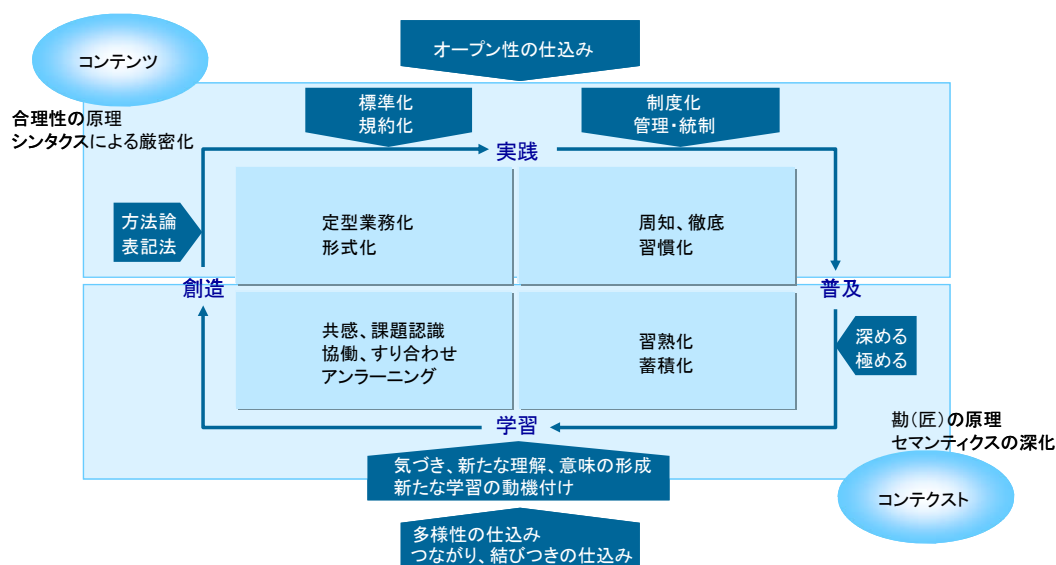 コンテンツ
オープン性の仕込み
合理性の原理
シンタクスによる厳密化
標準化
規約化
制度化
管理・統制
実践
方法論
表記法
定型業務化
形式化
周知、徹底
習慣化
創造
普及
共感、課題認識
協働、すり合わせ
アンラーニング
習熟化
蓄積化
深める
極める
学習
勘(匠)の原理
セマンティクスの深化
気づき、新たな理解、意味の形成
新たな学習の動機付け
コンテクスト
多様性の仕込み
つながり、結びつきの仕込み